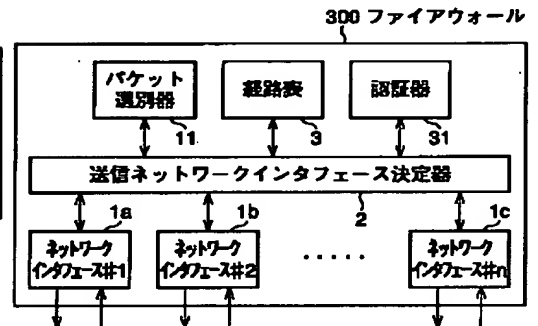 300 ファイアウォール
パケット
選別器
経路表
認証器
11
3
31
送信ネットワークインタフェース決定器
2
1a
1b
1c
ネットワーク
インタフェース#1
ネットワーク
インタフェース#2
・・・・・
ネットワーク
インタフェース#n